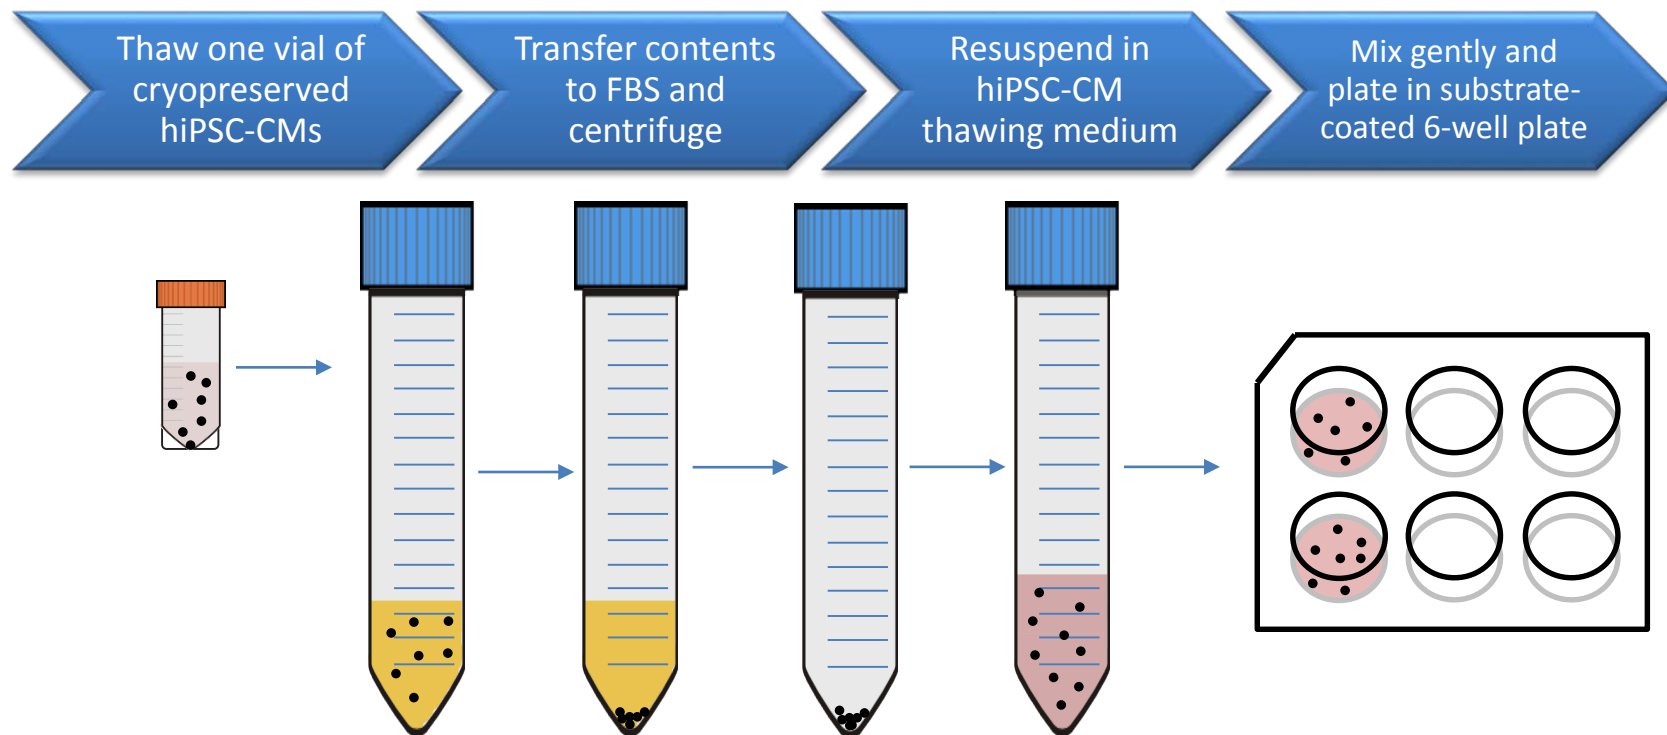 Thaw one vial of
cryopreserved
hiPSC-CMs
Transfer contents
to FBS and
centrifuge
Resuspend in
hiPSC-CM
thawing medium
Mix gently and
plate in substrate-
coated 6-well plate